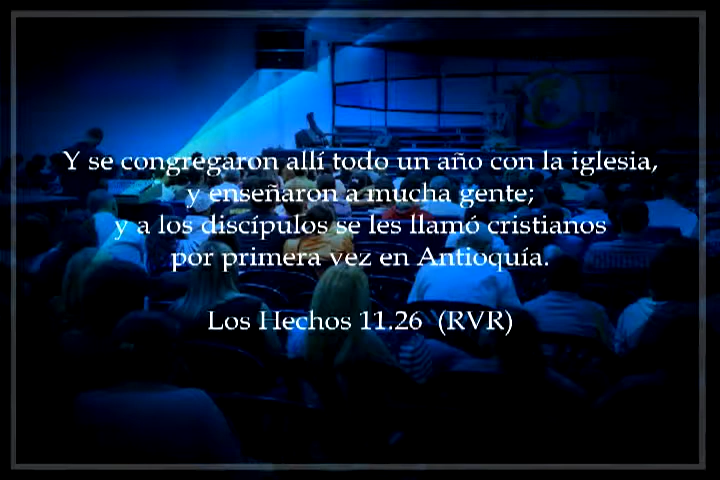 Y se congregaron allí todo un año con la iglesia,
y enseñaron a mucha gente;
y a los discípulos se les llamó cristianos
por primera vez en Antioquía.
Los Hechos 11.26 (RVR)